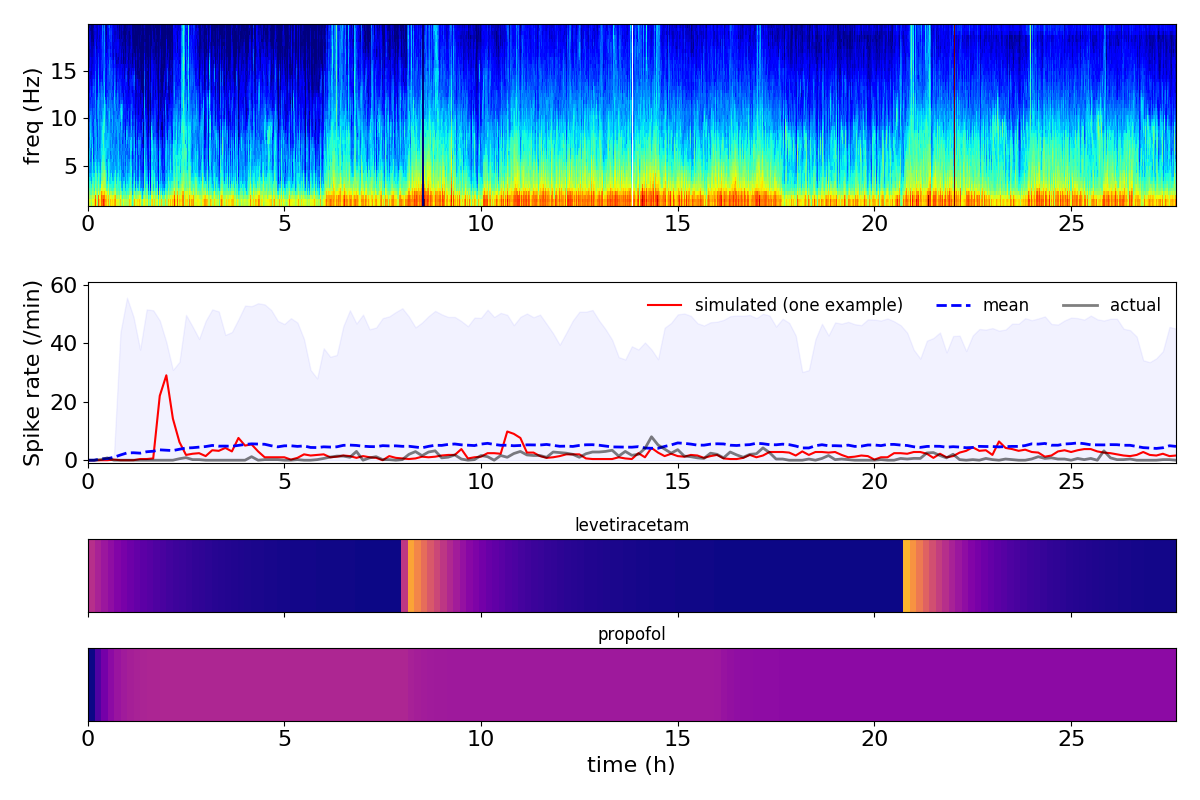 freq (Hz)
15
10
5
0 5 10 15 20 25
Spike rate (/min)
60
40
20
0
simulated (one example) mean actual
0 5 10 15 20 25
levetiracetam
propofol
0 5 10 15 20 25
time (h)